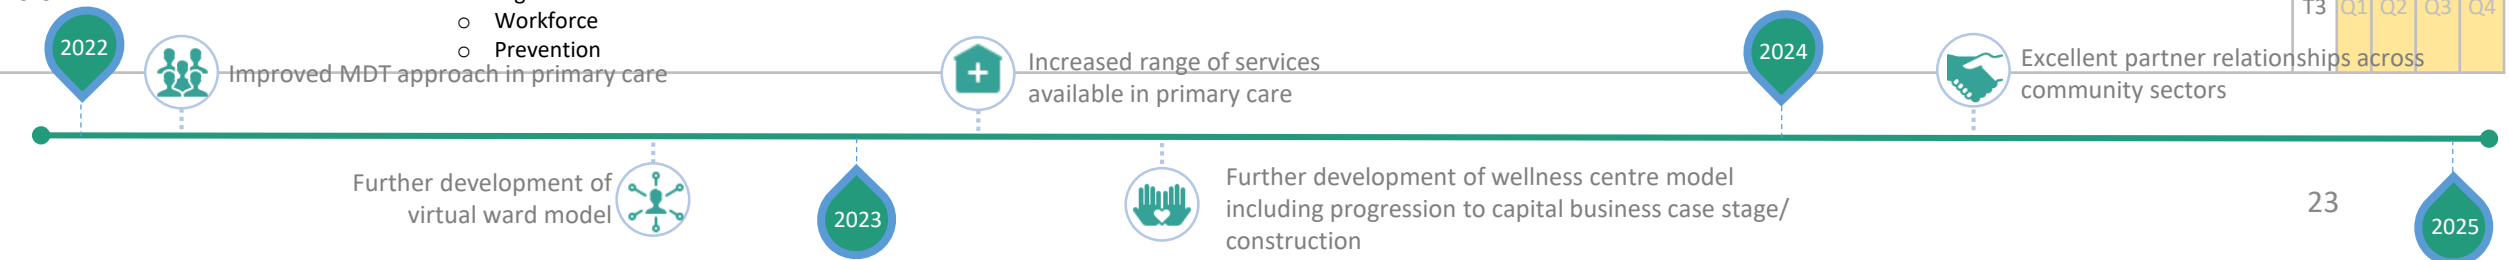 o Workforce
o Prevention
T3 Q1 Q2 Q3 Q4
2022
Improved MDT approach in primary care
Increased range of services
available in primary care
2024
Excellent partner relationships across
community sectors
Further development of
virtual ward model
2023
Further development of wellness centre model
including progression to capital business case stage/
construction
23
2025